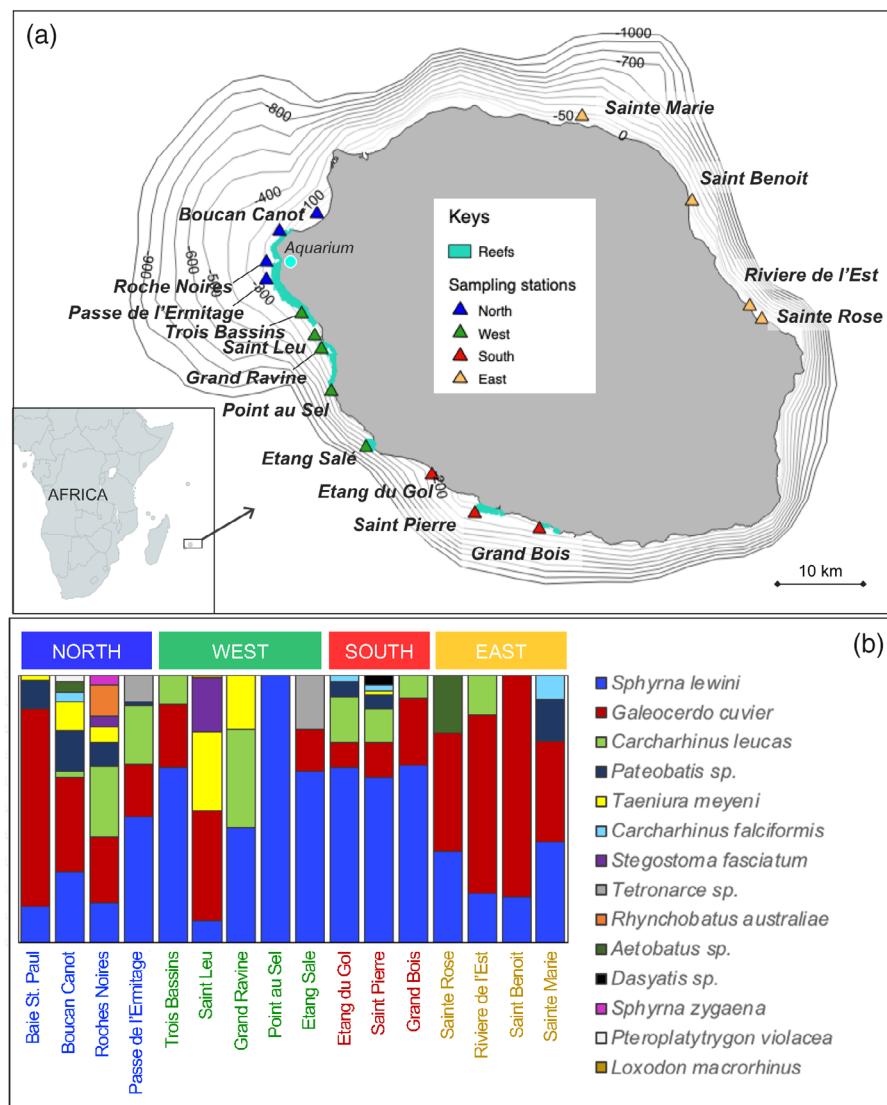 (a)
-1000
-700
-800
-50
Sainte Marie
0
0
Saint Benoit
-400
-100
Boucan Canot
Keys
Aquarium
Reefs
-600
-500
-900
-300
Roche Noires
Sampling stations
Riviere de l'Est
Passe de l'Ermitage
North
Sainte Rose
Trois Bassins
West
Saint Leu
South
Grand Ravine
East
Point au Sel
Etang Salé
AFRICA
Etang du Gol
-200
Saint Pierre
Grand Bois
10 km
(b)
NORTH
WEST
SOUTH
EAST
Sphyrna lewini
Galeocerdo cuvier
Carcharhinus leucas
Pateobatis sp.
Taeniura meyeni
Carcharhinus falciformis
Stegostoma fasciatum
Tetronarce sp.
Rhynchobatus australiae
Aetobatus sp.
Dasyatis sp.
Sphyrna zygaena
Pteroplatytrygon violacea
Loxodon macrorhinus
Baie St. Paul
Boucan Canot
Roches Noires
Passe de l'Ermitage
Trois Bassins
Saint Leu
Grand Ravine
Point au Sel
Etang Sale
Etang du Gol
Saint Pierre
Grand Bois
Sainte Rose
Riviere de l'Est
Saint Benoit
Sainte Marie